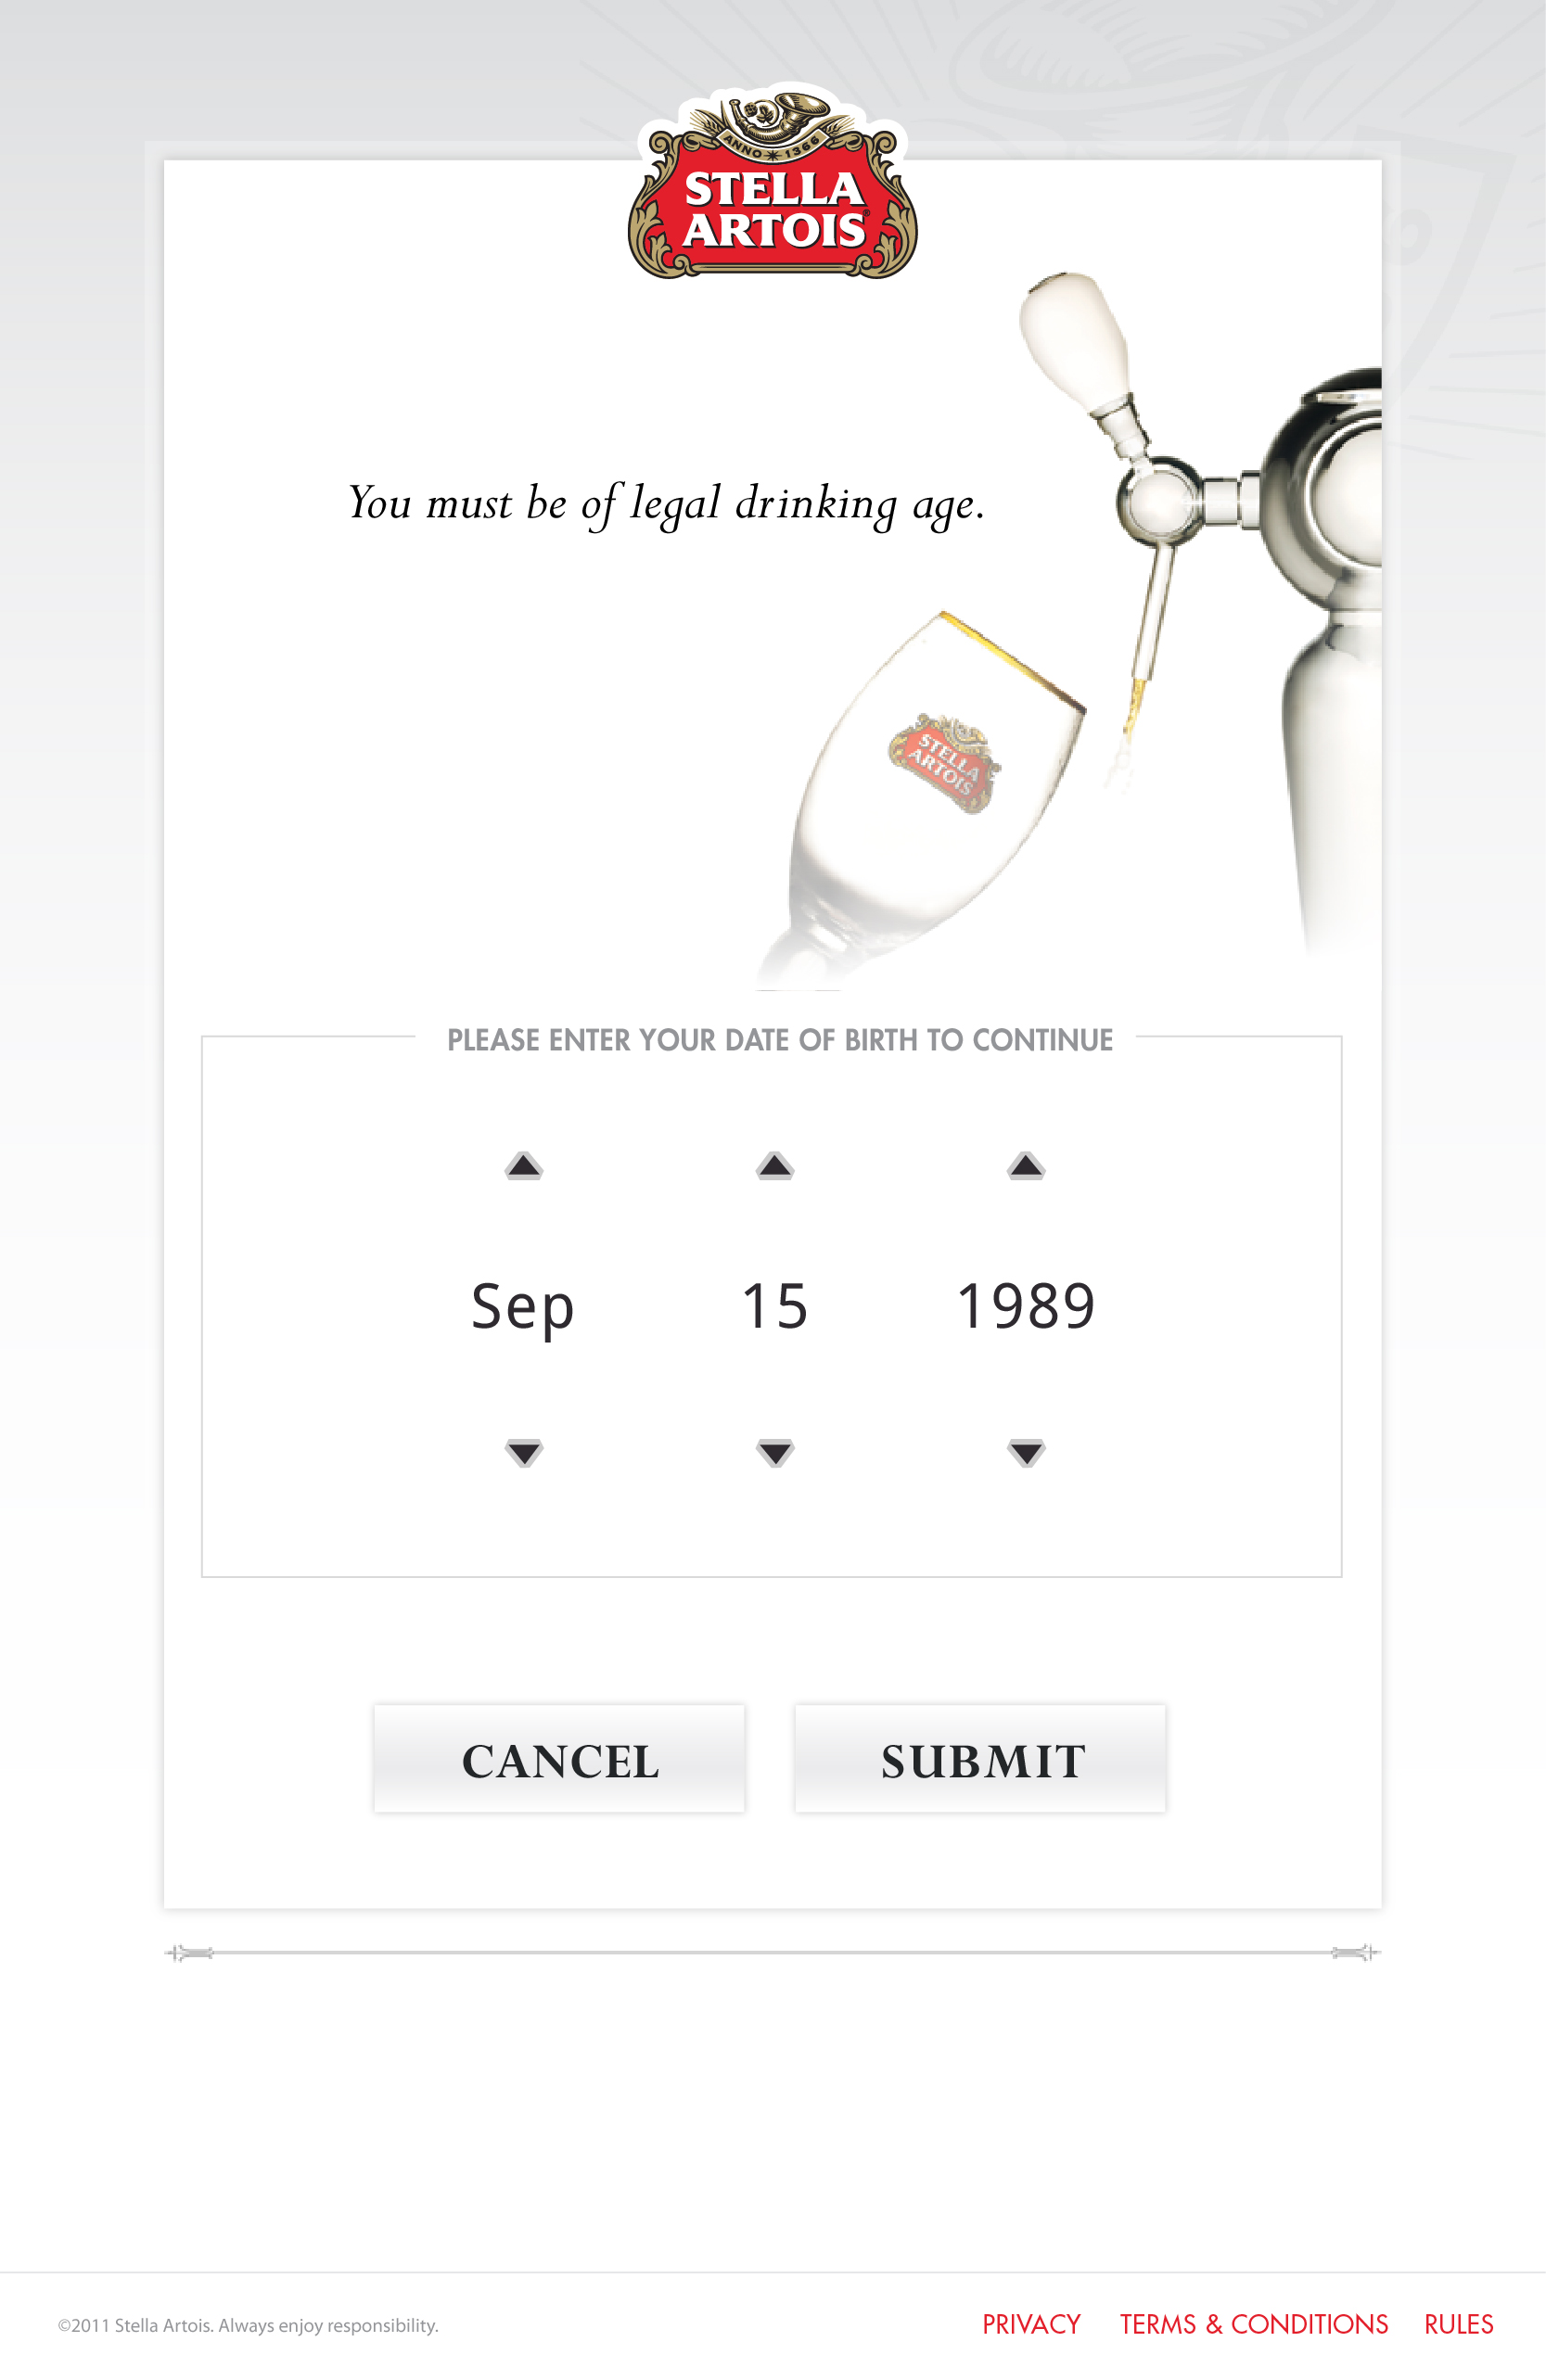 ANNO ★ 1366
STELLA
ARTOIS®
You must be of legal drinking age.
STELLA
ARTOIS
PLEASE ENTER YOUR DATE OF BIRTH TO CONTINUE
Sep 15 1989
CANCEL SUBMIT
©2011 Stella Artois. Always enjoy responsibility. PRIVACY TERMS & CONDITIONS RULES